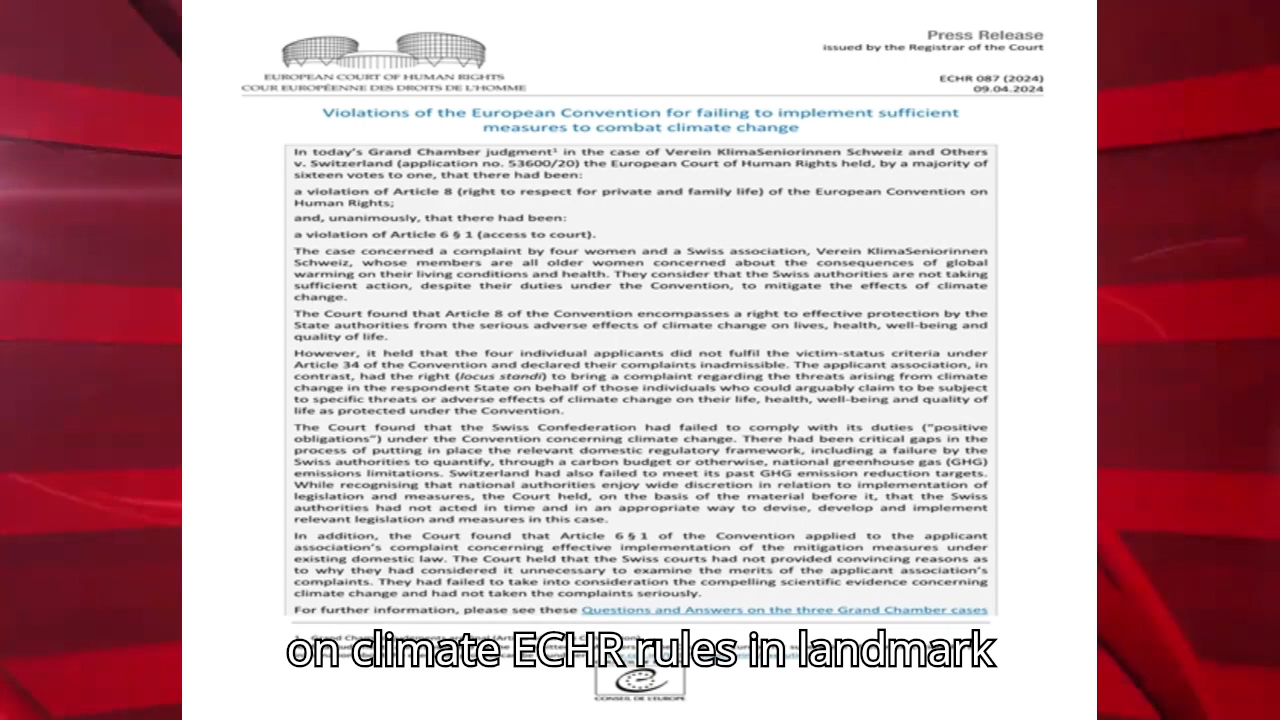 Press Release
issued by the Registrar of the Court
EUROPEAN COURT OF HUMAN RIGHTS
COUR EUROPÉENNE DES DROITS DE L'HOMME
ECHR 087 (2024)
09.04.2024
Violations of the European Convention for failing to implement sufficient
measures to combat climate change
In today's Grand Chamber judgment¹ in the case of Verein KlimaSeniorinnen Schweiz and Others
v. Switzerland (application no. 53600/20) the European Court of Human Rights held, by a majority of
sixteen votes to one, that there had been:
a violation of Article 8 (right to respect for private and family life) of the European Convention on
Human Rights;
and, unanimously, that there had been:
a violation of Article 6 § 1 (access to court).
The case concerned a complaint by four women and a Swiss association, Verein KlimaSeniorinnen
Schweiz, whose members are all older women concerned about the consequences of global
warming on their living conditions and health. They consider that the Swiss authorities are not taking
sufficient action, despite their duties under the Convention, to mitigate the effects of climate
change.
The Court found that Article 8 of the Convention encompasses a right to effective protection by the
State authorities from the serious adverse effects of climate change on lives, health, well-being and
quality of life.
However, it held that the four individual applicants did not fulfil the victim-status criteria under
Article 34 of the Convention and declared their complaints inadmissible. The applicant association, in
contrast, had the right (locus standi) to bring a complaint regarding the threats arising from climate
change in the respondent State on behalf of those individuals who could arguably claim to be subject
to specific threats or adverse effects of climate change on their life, health, well-being and quality of
life as protected under the Convention.
The Court found that the Swiss Confederation had failed to comply with its duties ("positive
obligations") under the Convention concerning climate change. There had been critical gaps in the
process of putting in place the relevant domestic regulatory framework, including a failure by the
Swiss authorities to quantify, through a carbon budget or otherwise, national greenhouse gas (GHG)
emissions limitations. Switzerland had also failed to meet its past GHG emission reduction targets.
While recognising that national authorities enjoy wide discretion in relation to implementation of
legislation and measures, the Court held, on the basis of the material before it, that the Swiss
authorities had not acted in time and in an appropriate way to devise, develop and implement
relevant legislation and measures in this case.
In addition, the Court found that Article 6 § 1 of the Convention applied to the applicant
association's complaint concerning effective implementation of the mitigation measures under
existing domestic law. The Court held that the Swiss courts had not provided convincing reasons as
to why they had considered it unnecessary to examine the merits of the applicant association's
complaints. They had failed to take into consideration the compelling scientific evidence concerning
climate change and had not taken the complaints seriously.
For further information, please see these Questions and Answers on the three Grand Chamber cases
on climate ECHR rules in landmark
CONSEIL DE L'EUROPE